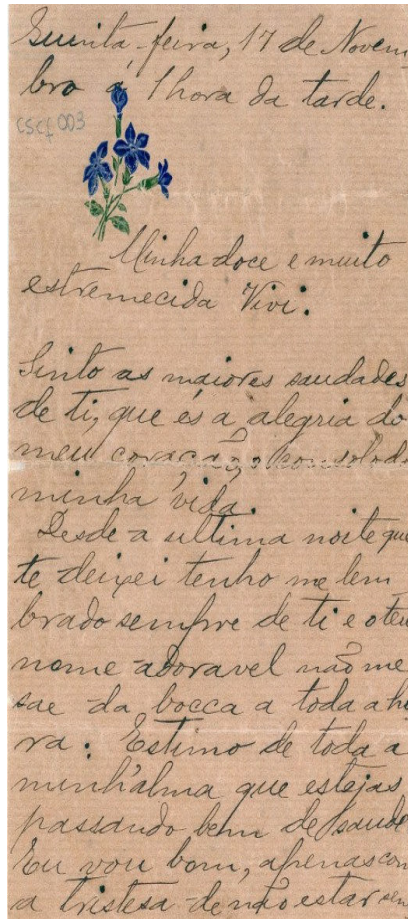 Quinta-feira, 17 de Novem
bro á 1 hora da tarde.
cscf 003
Minha doce e muito
estremecida Vivi.
Sinto as maiores saudades
de ti, que és a alegria do
meu coração, o consolo da
minha vida.
Desde a ultima noite que
te deixei tenho me lem
brado sempre de ti e o teu
nome adoravel não me
sae da bocca a toda a ho
ra. Estimo de toda a
minh'alma que estejas
passando bem de saude
Eu vou bom, apenas com
a tristesa de não estar sem